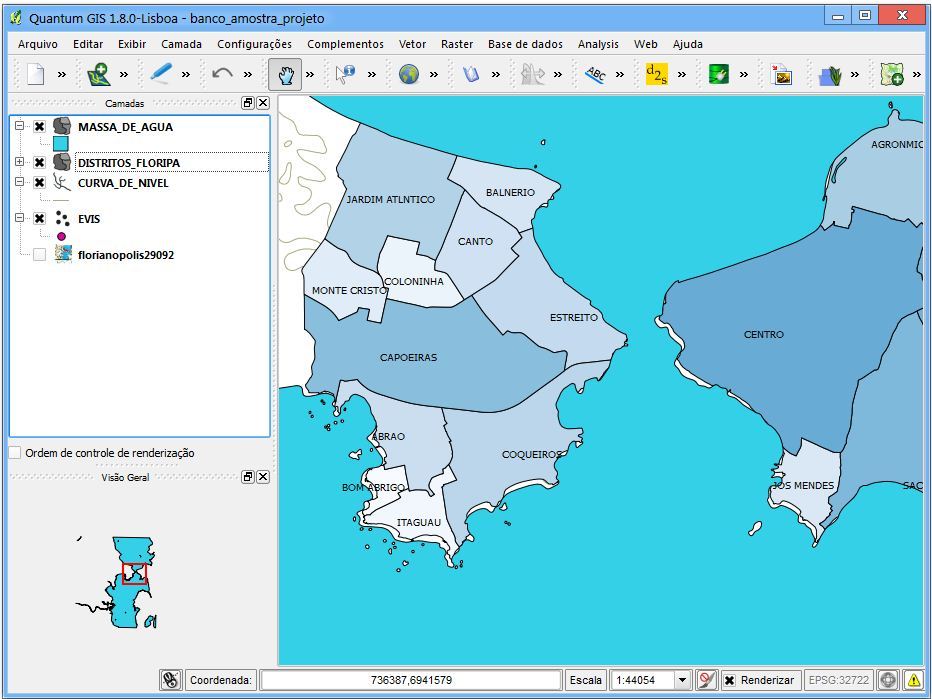 Quantum GIS 1.8.0-Lisboa - banco_amostra_projeto
Arquivo Editar Exibir Camada Configurações Complementos Vetor Raster Base de dados Analysis Web Ajuda
ABC d2s
Camadas
MASSA_DE_AGUA
DISTRITOS_FLORIPA
CURVA_DE_NIVEL
EVIS
florianopolis29092
Ordem de controle de renderização
Visão Geral
AGRONMIC
JARDIM ATLNTICO
BALNERIO
CANTO
COLONINHA
MONTE CRISTO
ESTREITO
CENTRO
CAPOEIRAS
ABRAO
COQUEIROS
BOM ABRIGO
JOS MENDES
SAC
ITAGUAU
Coordenada: 736387,6941579 Escala 1:44054 Renderizar EPSG:32722